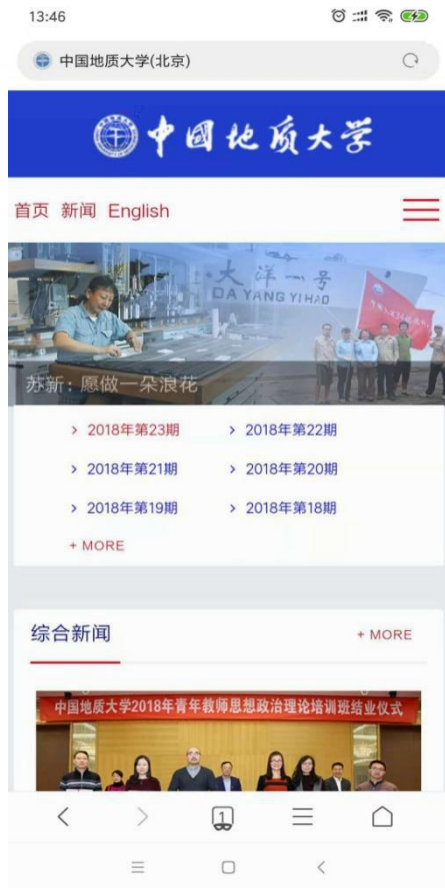 13:46
中国地质大学(北京)
中國地质大学
首页 新闻 English
大洋一号
DA YANG YI HAO
苏新：愿做一朵浪花
› 2018年第23期 › 2018年第22期
› 2018年第21期 › 2018年第20期
› 2018年第19期 › 2018年第18期
+ MORE
综合新闻 + MORE
中国地质大学2018年青年教师思想政治理论培训班结业仪式
1